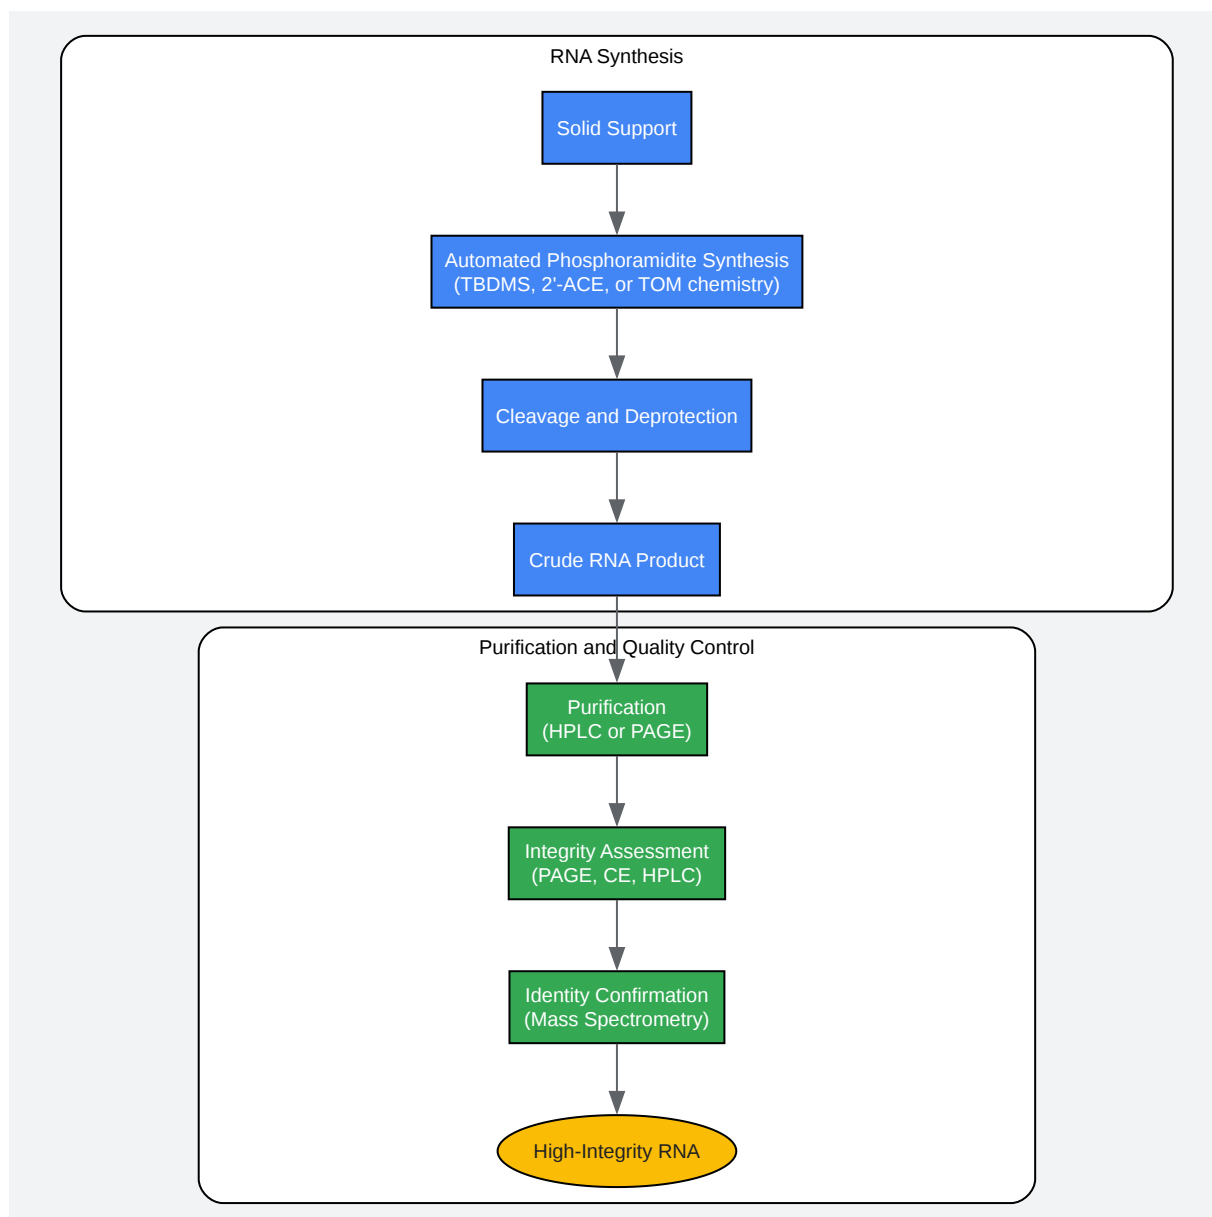 RNA Synthesis
Solid Support
Automated Phosphoramidite Synthesis
(TBDMS, 2'-ACE, or TOM chemistry)
Cleavage and Deprotection
Crude RNA Product
Purification and Quality Control
Purification
(HPLC or PAGE)
Integrity Assessment
(PAGE, CE, HPLC)
Identity Confirmation
(Mass Spectrometry)
High-Integrity RNA